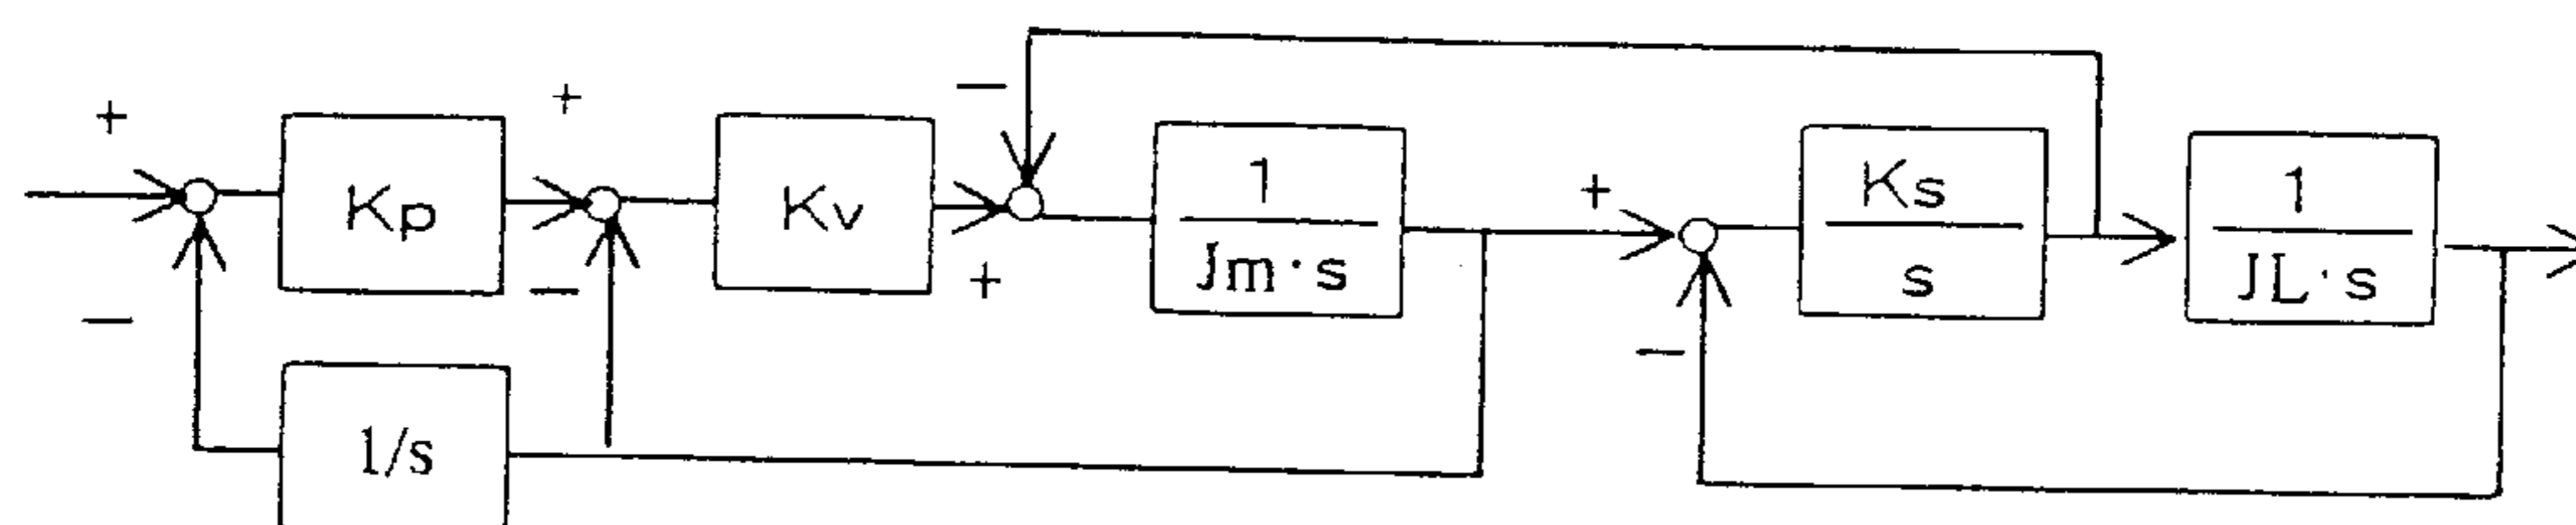 + + −
Kp Kv 1 + Ks 1
Jm·s s JL·s
− − + −
1/s